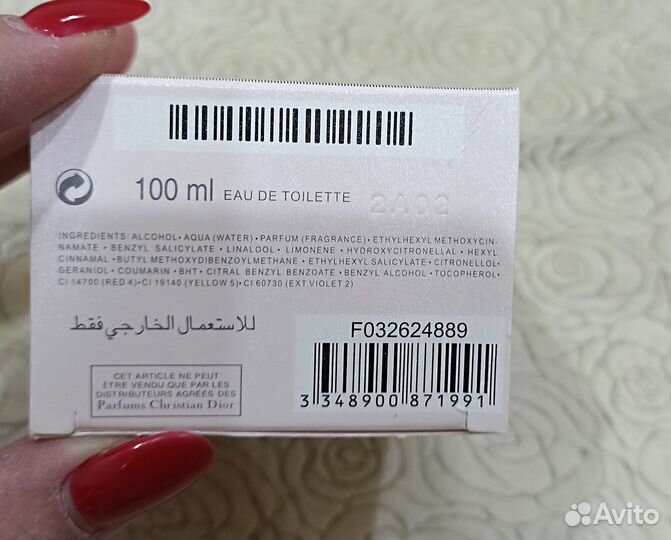 100 ml EAU DE TOILETTE 2A02
INGREDIENTS: ALCOHOL • AQUA (WATER) • PARFUM (FRAGRANCE) • ETHYLHEXYL METHOXYCIN-
NAMATE • BENZYL SALICYLATE • LINALOOL • LIMONENE • HYDROXYCITRONELLAL • HEXYL
CINNAMAL •BUTYL METHOXYDIBENZOYLMETHANE • ETHYLHEXYL SALICYLATE • CITRONELLOL•
GERANIOL • COUMARIN • BHT • CITRAL BENZYL BENZOATE • BENZYL ALCOHOL • TOCOPHEROL•
CI 14700 (RED 4) • CI 19140 (YELLOW 5) • CI 60730 (EXT VIOLET 2)
للاستعمال الخارجي فقط
CET ARTICLE NE PEUT
ÊTRE VENDU QUE PAR LES
DISTRIBUTEURS AGRÉÉS DES
Parfums Christian Dior
F032624889
3 348900 871991
Avito